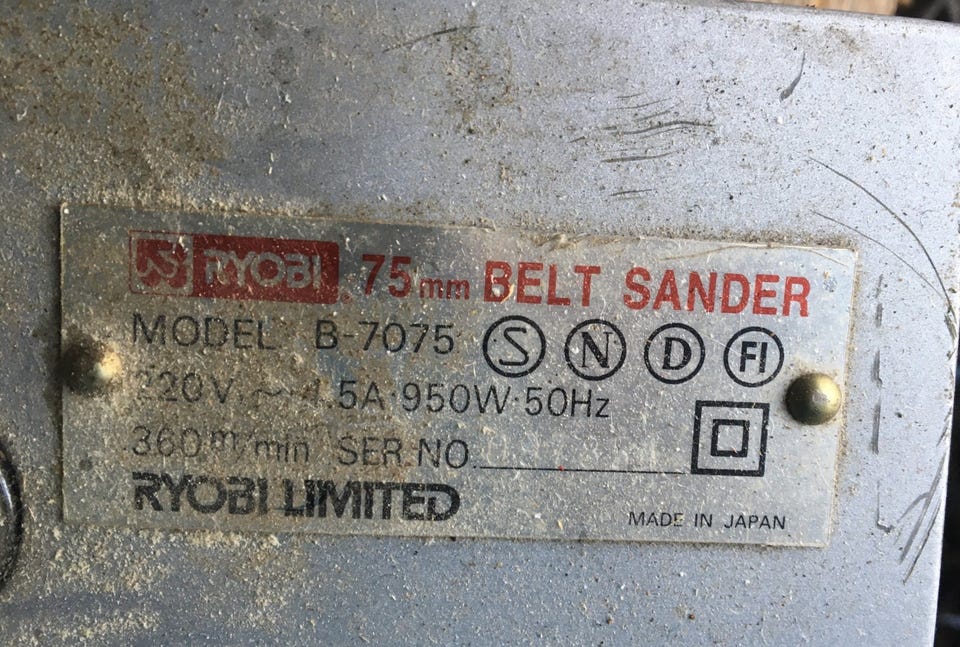 RYOBI 75mm BELT SANDER
MODEL B-7075 S N D FI
220V ~ 4.5A·950W·50Hz
360m/min SER.NO.
RYOBI LIMITED
MADE IN JAPAN